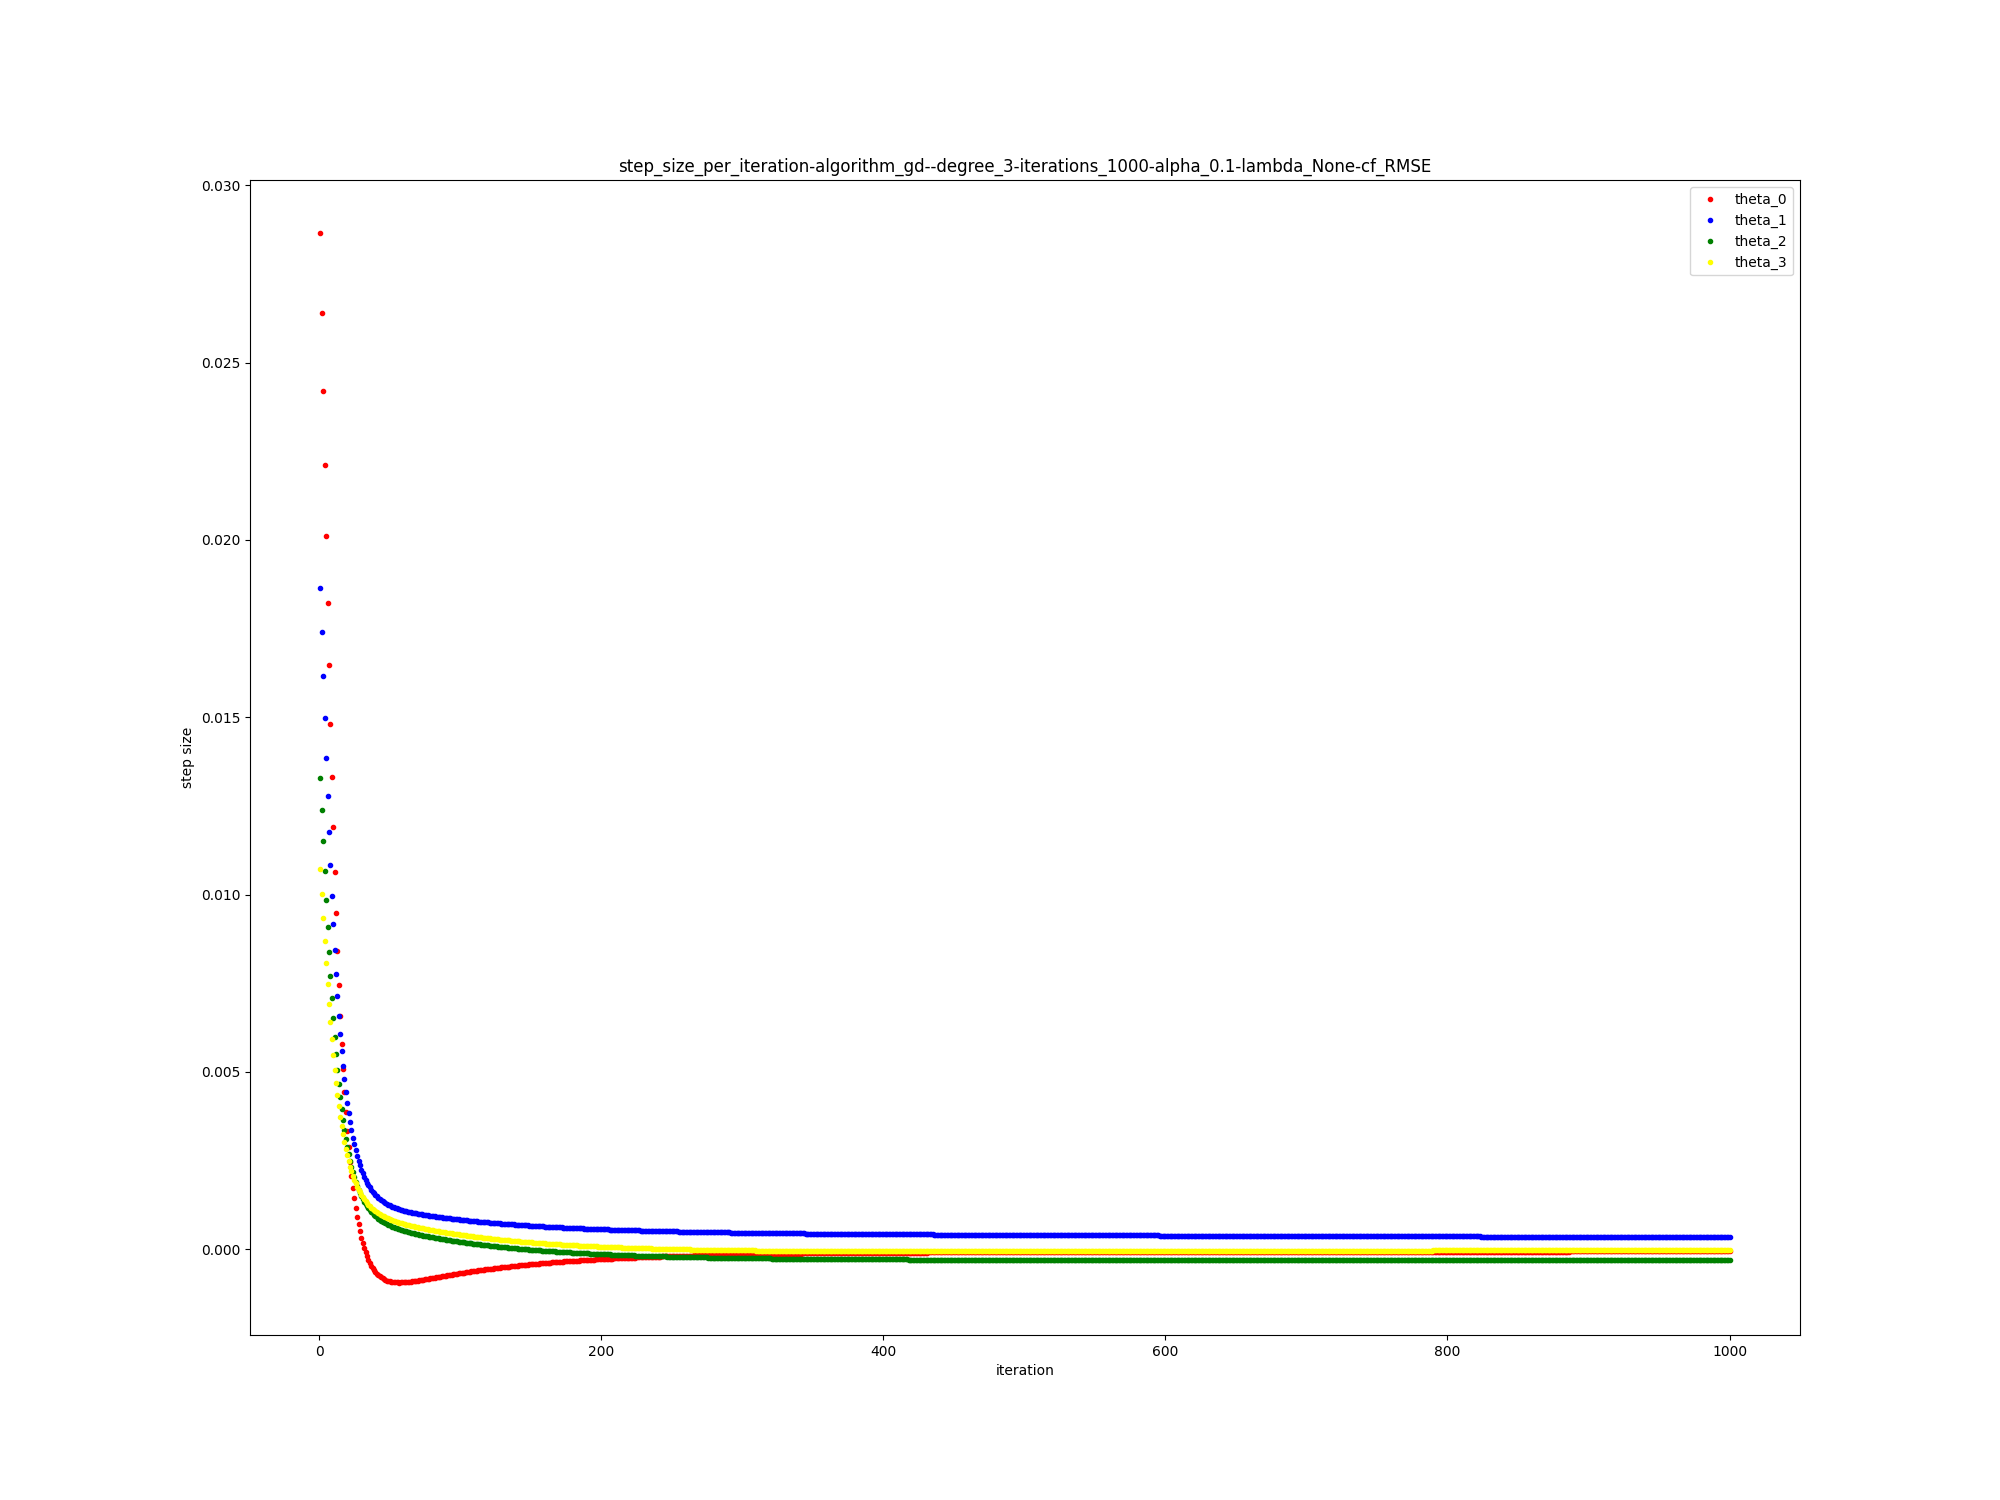 step_size_per_iteration-algorithm_gd--degree_3-iterations_1000-alpha_0.1-lambda_None-cf_RMSE
theta_0
theta_1
theta_2
theta_3
0.030
0.025
0.020
0.015
0.010
0.005
0.000
step size
0 200 400 600 800 1000
iteration